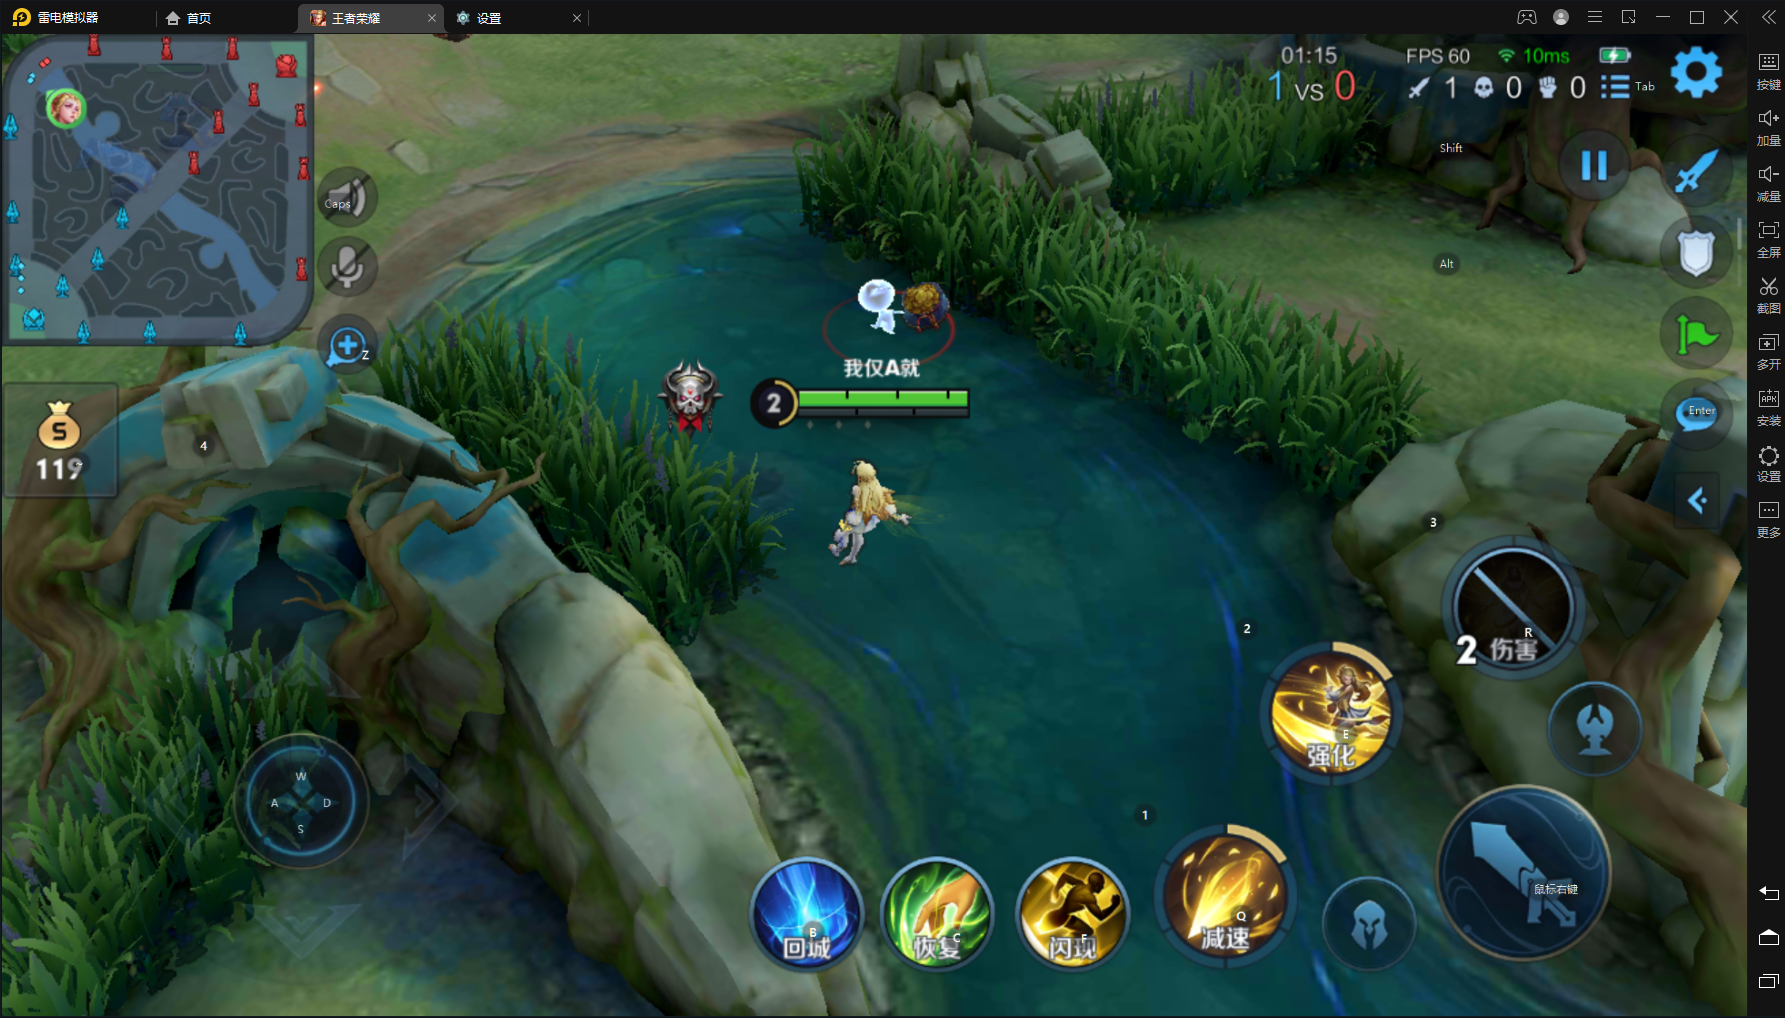 雷电模拟器
首页
王者荣耀
设置
01:15
FPS 60
10ms
1 VS 0
1
0
0
Tab
按键
加量
减量
全屏
截图
多开
安装
设置
更多
Shift
Alt
Enter
Caps
Z
S
119
4
我仅A就
2
3
2
1
R
2 伤害
E
强化
Q
减速
鼠标右键
W
A
D
S
B
回城
C
恢复
F
闪现
APK